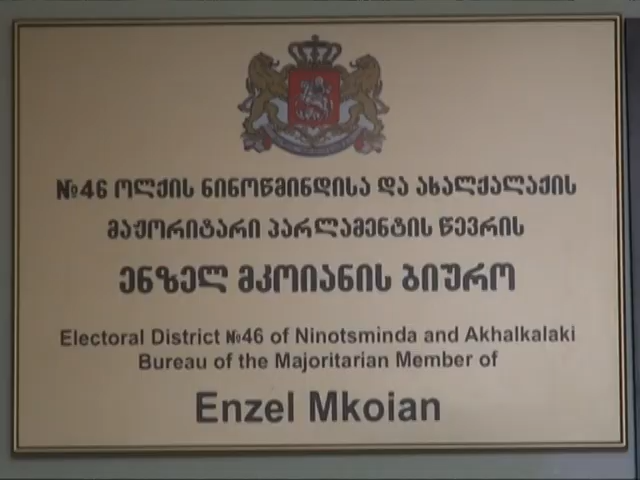 №46 ოლქის ნინოწმინდისა და ახალქალაქის
მაჟორიტარი პარლამენტის წევრის
ენზელ მკოიანის ბიურო
Electoral District №46 of Ninotsminda and Akhalkalaki
Bureau of the Majoritarian Member of
Enzel Mkoian